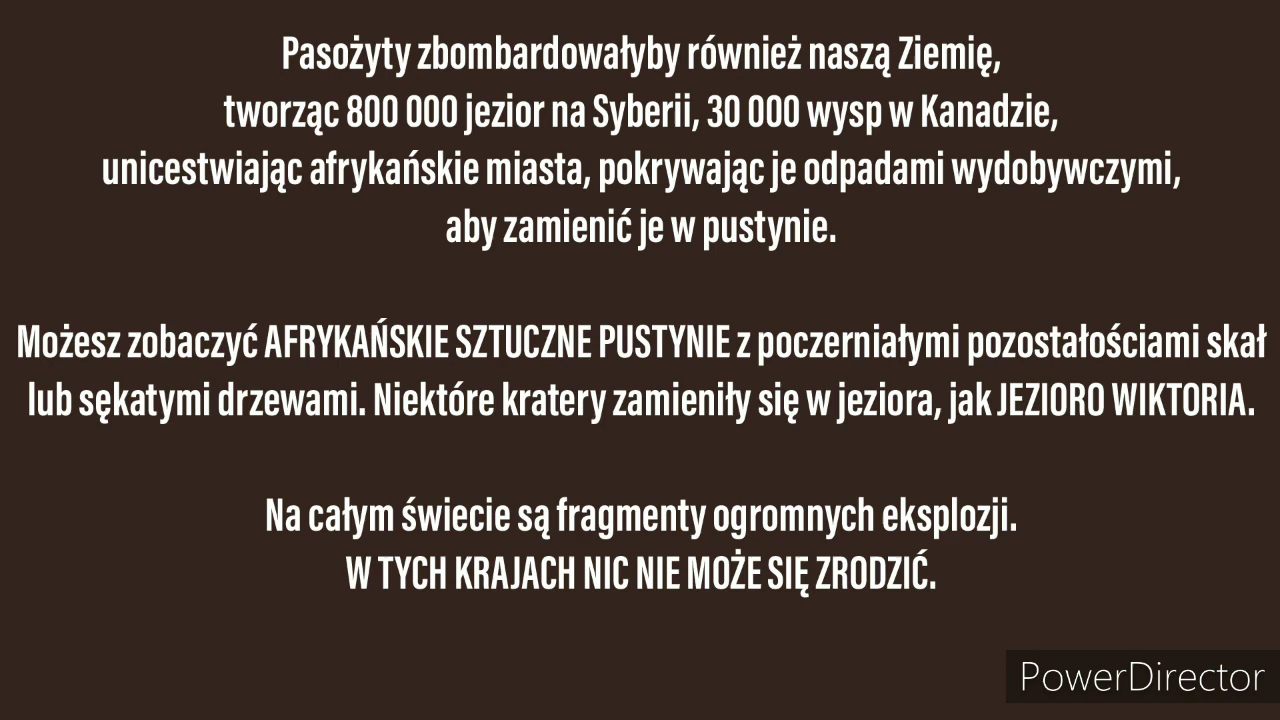 Pasożyty zbombardowałyby również naszą Ziemię,
tworząc 800 000 jezior na Syberii, 30 000 wysp w Kanadzie,
unicestwiając afrykańskie miasta, pokrywając je odpadami wydobywczymi,
aby zamienić je w pustynie.
Możesz zobaczyć AFRYKAŃSKIE SZTUCZNE PUSTYNIE z poczerniałymi pozostałościami skał
lub sękatymi drzewami. Niektóre kratery zamieniły się w jeziora, jak JEZIORO WIKTORIA.
Na całym świecie są fragmenty ogromnych eksplozji.
W TYCH KRAJACH NIC NIE MOŻE SIĘ ZRODZIĆ.
PowerDirector